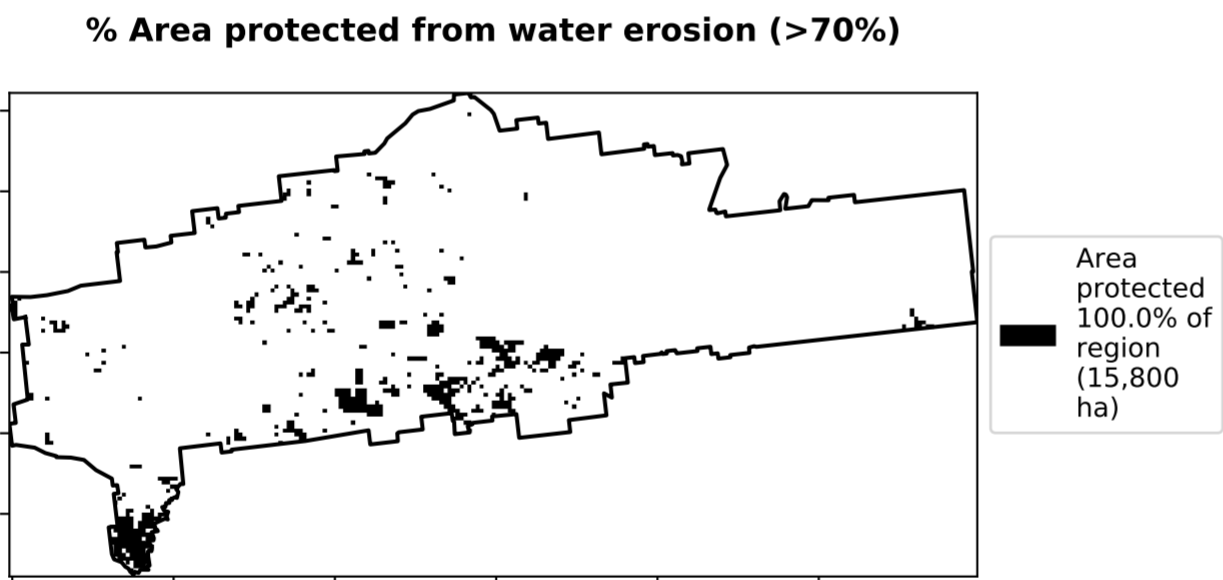 % Area protected from water erosion (>70%)
Area
protected
100.0% of
region
(15,800
ha)